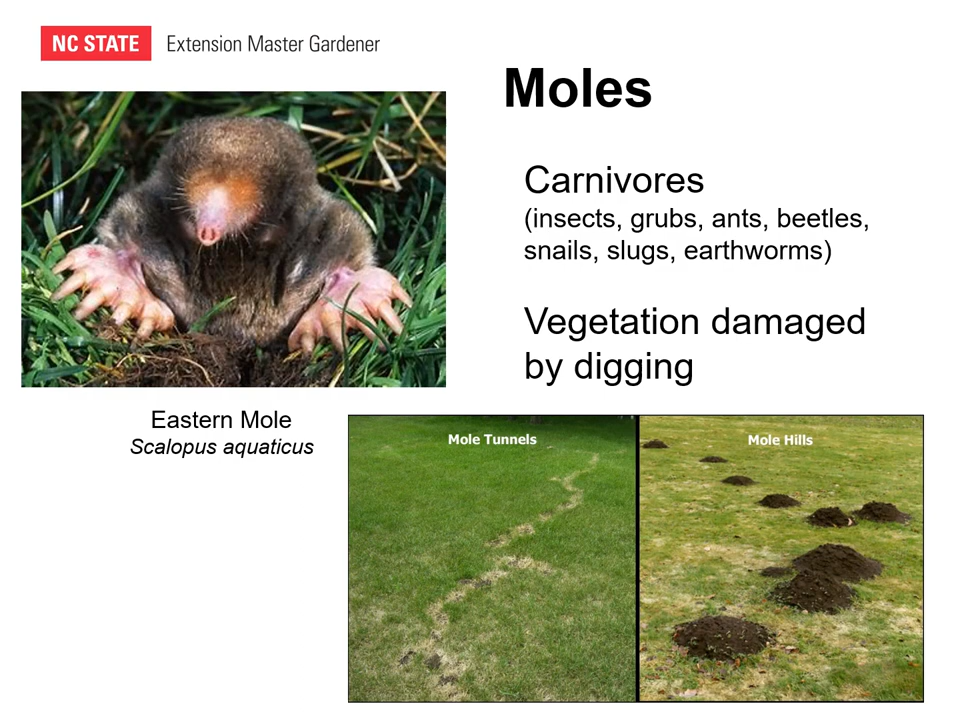 NC STATE Extension Master Gardener
Moles
Carnivores
(insects, grubs, ants, beetles,
snails, slugs, earthworms)
Vegetation damaged
by digging
Eastern Mole
Scalopus aquaticus
Mole Tunnels
Mole Hills